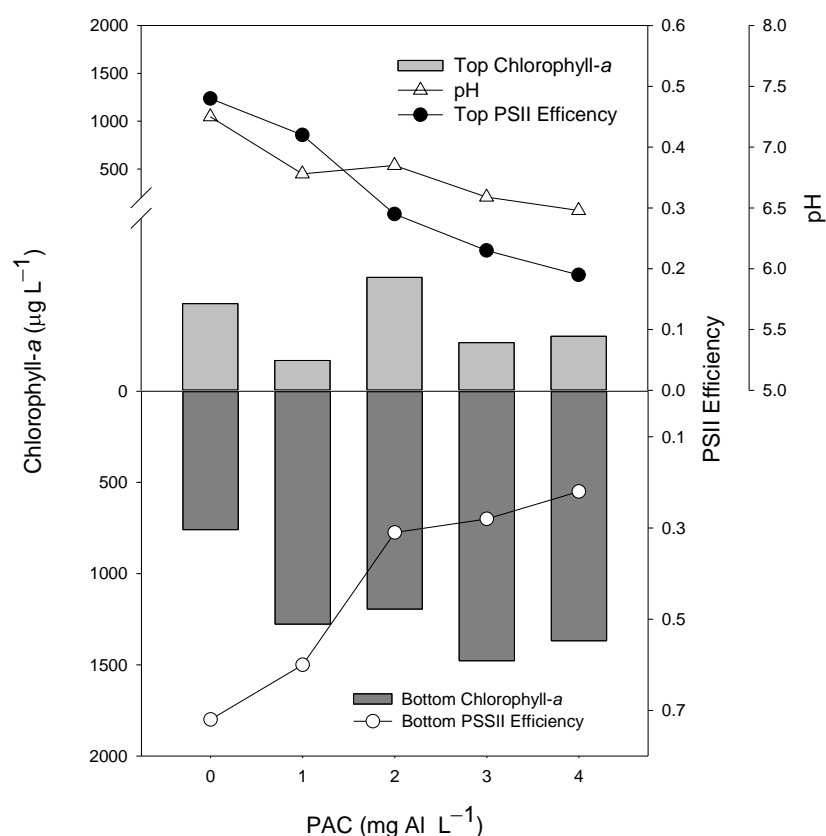 2000
1500
1000
500
0
500
1000
1500
2000
Chlorophyll-a (µg L⁻¹)
Top Chlorophyll-a
pH
Top PSII Efficency
0.6
0.5
0.4
0.3
0.2
0.1
0.0
0.1
0.3
0.5
0.7
PSII Efficiency
8.0
7.5
7.0
6.5
6.0
5.5
5.0
pH
Bottom Chlorophyll-a
Bottom PSSII Efficiency
0 1 2 3 4
PAC (mg Al L⁻¹)